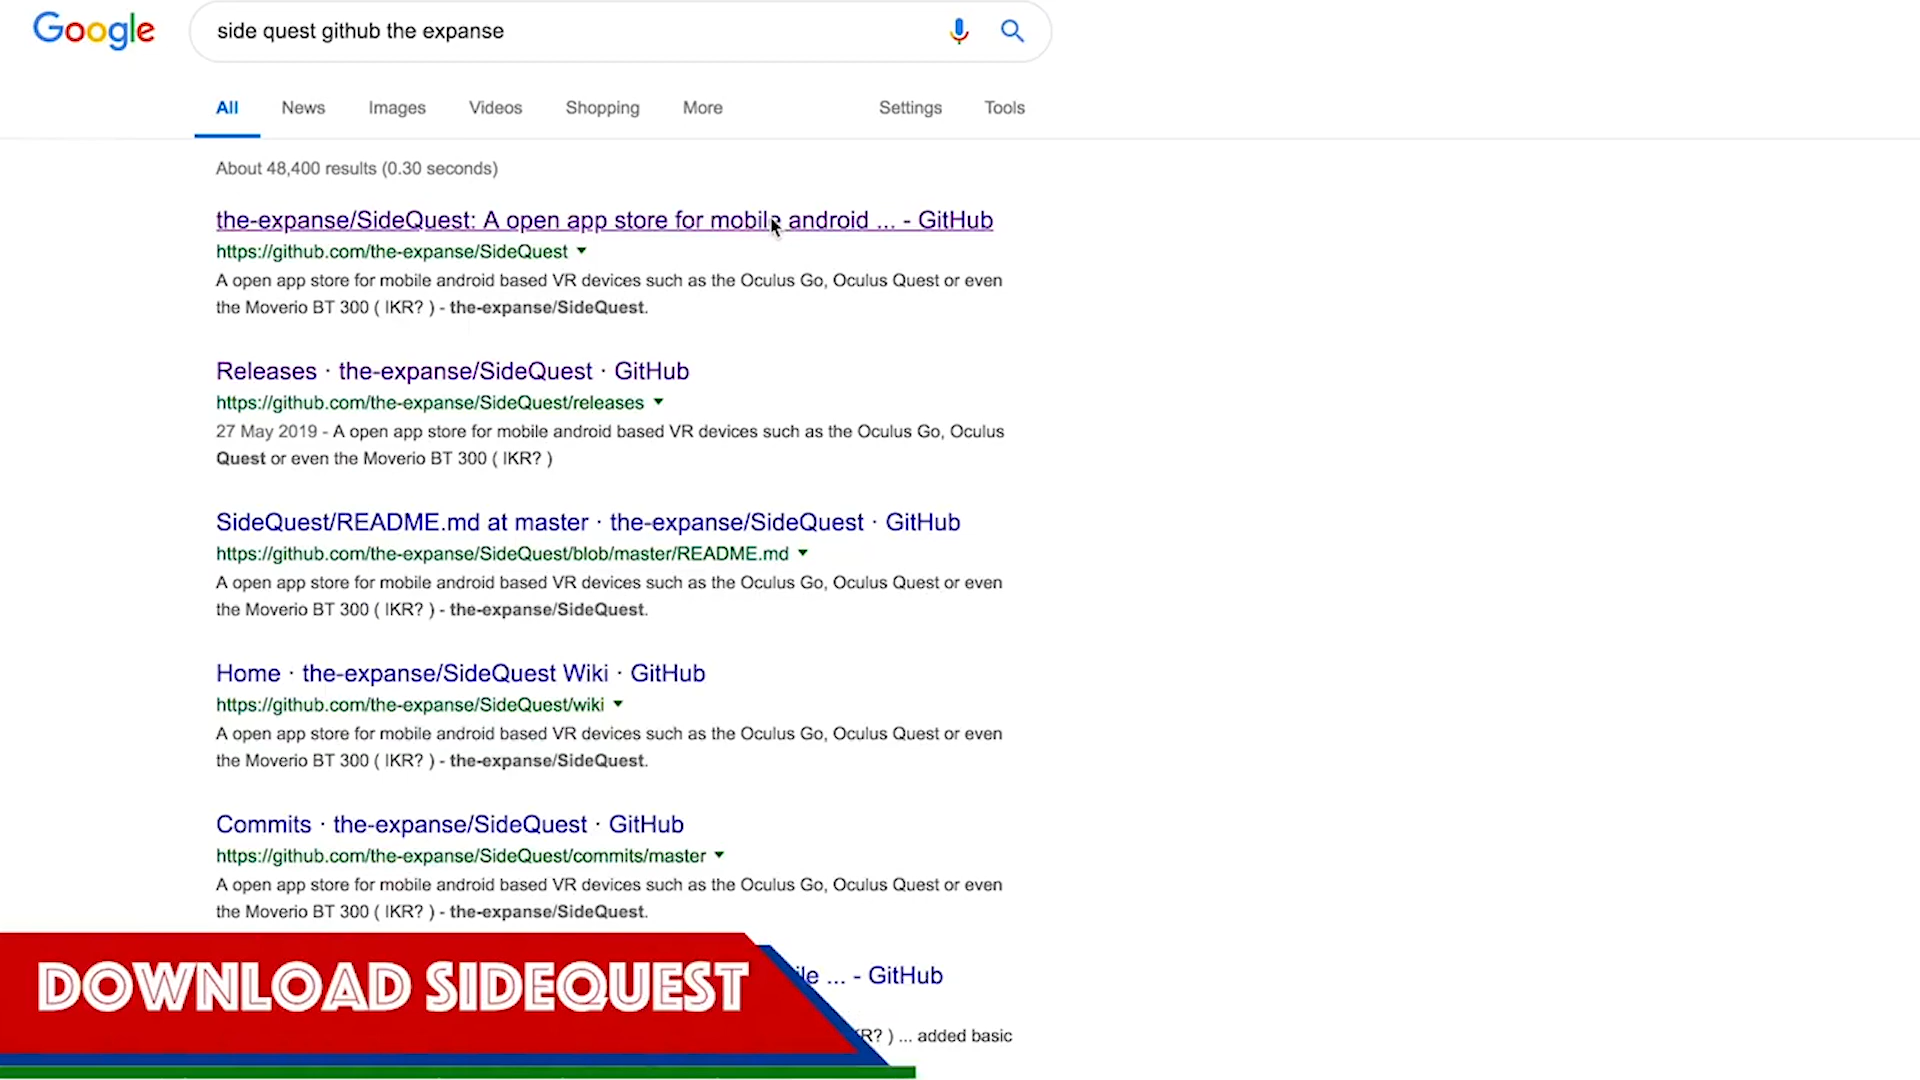 Google
side quest github the expanse
All News Images Videos Shopping More Settings Tools
About 48,400 results (0.30 seconds)
the-expanse/SideQuest: A open app store for mobile android ... - GitHub
https://github.com/the-expanse/SideQuest
A open app store for mobile android based VR devices such as the Oculus Go, Oculus Quest or even
the Moverio BT 300 ( IKR? ) - the-expanse/SideQuest.
Releases · the-expanse/SideQuest · GitHub
https://github.com/the-expanse/SideQuest/releases
27 May 2019 - A open app store for mobile android based VR devices such as the Oculus Go, Oculus
Quest or even the Moverio BT 300 ( IKR? )
SideQuest/README.md at master · the-expanse/SideQuest · GitHub
https://github.com/the-expanse/SideQuest/blob/master/README.md
A open app store for mobile android based VR devices such as the Oculus Go, Oculus Quest or even
the Moverio BT 300 ( IKR? ) - the-expanse/SideQuest.
Home · the-expanse/SideQuest Wiki · GitHub
https://github.com/the-expanse/SideQuest/wiki
A open app store for mobile android based VR devices such as the Oculus Go, Oculus Quest or even
the Moverio BT 300 ( IKR? ) - the-expanse/SideQuest.
Commits · the-expanse/SideQuest · GitHub
https://github.com/the-expanse/SideQuest/commits/master
A open app store for mobile android based VR devices such as the Oculus Go, Oculus Quest or even
the Moverio BT 300 ( IKR? ) - the-expanse/SideQuest.
... - GitHub
DOWNLOAD SIDEQUEST
) ... added basic